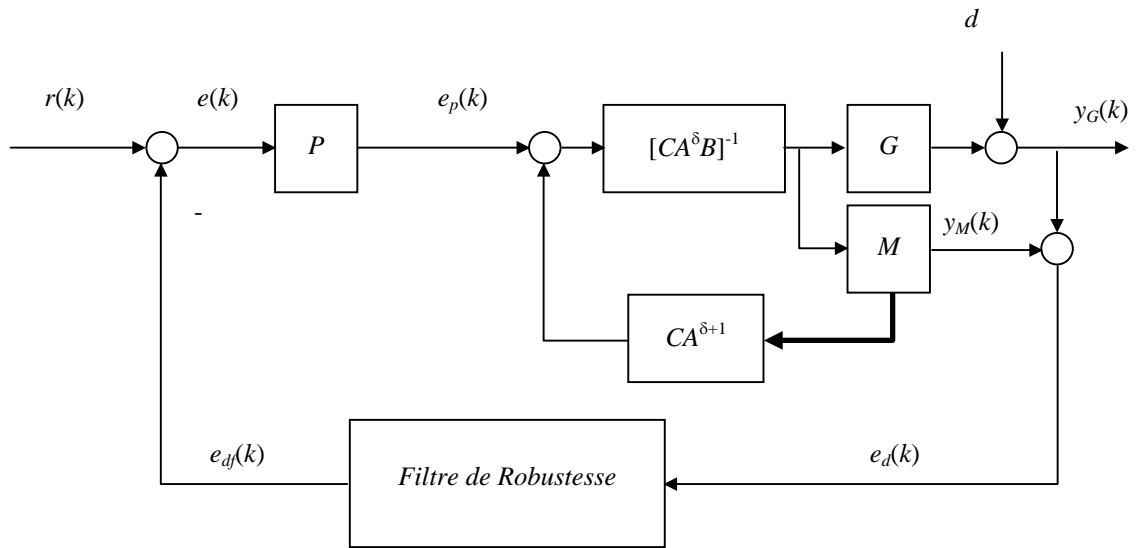 d
r(k)
e(k)
e_p(k)
y_G(k)
P
[CA^δB]^-1
G
-
y_M(k)
M
CA^δ+1
e_df(k)
Filtre de Robustesse
e_d(k)